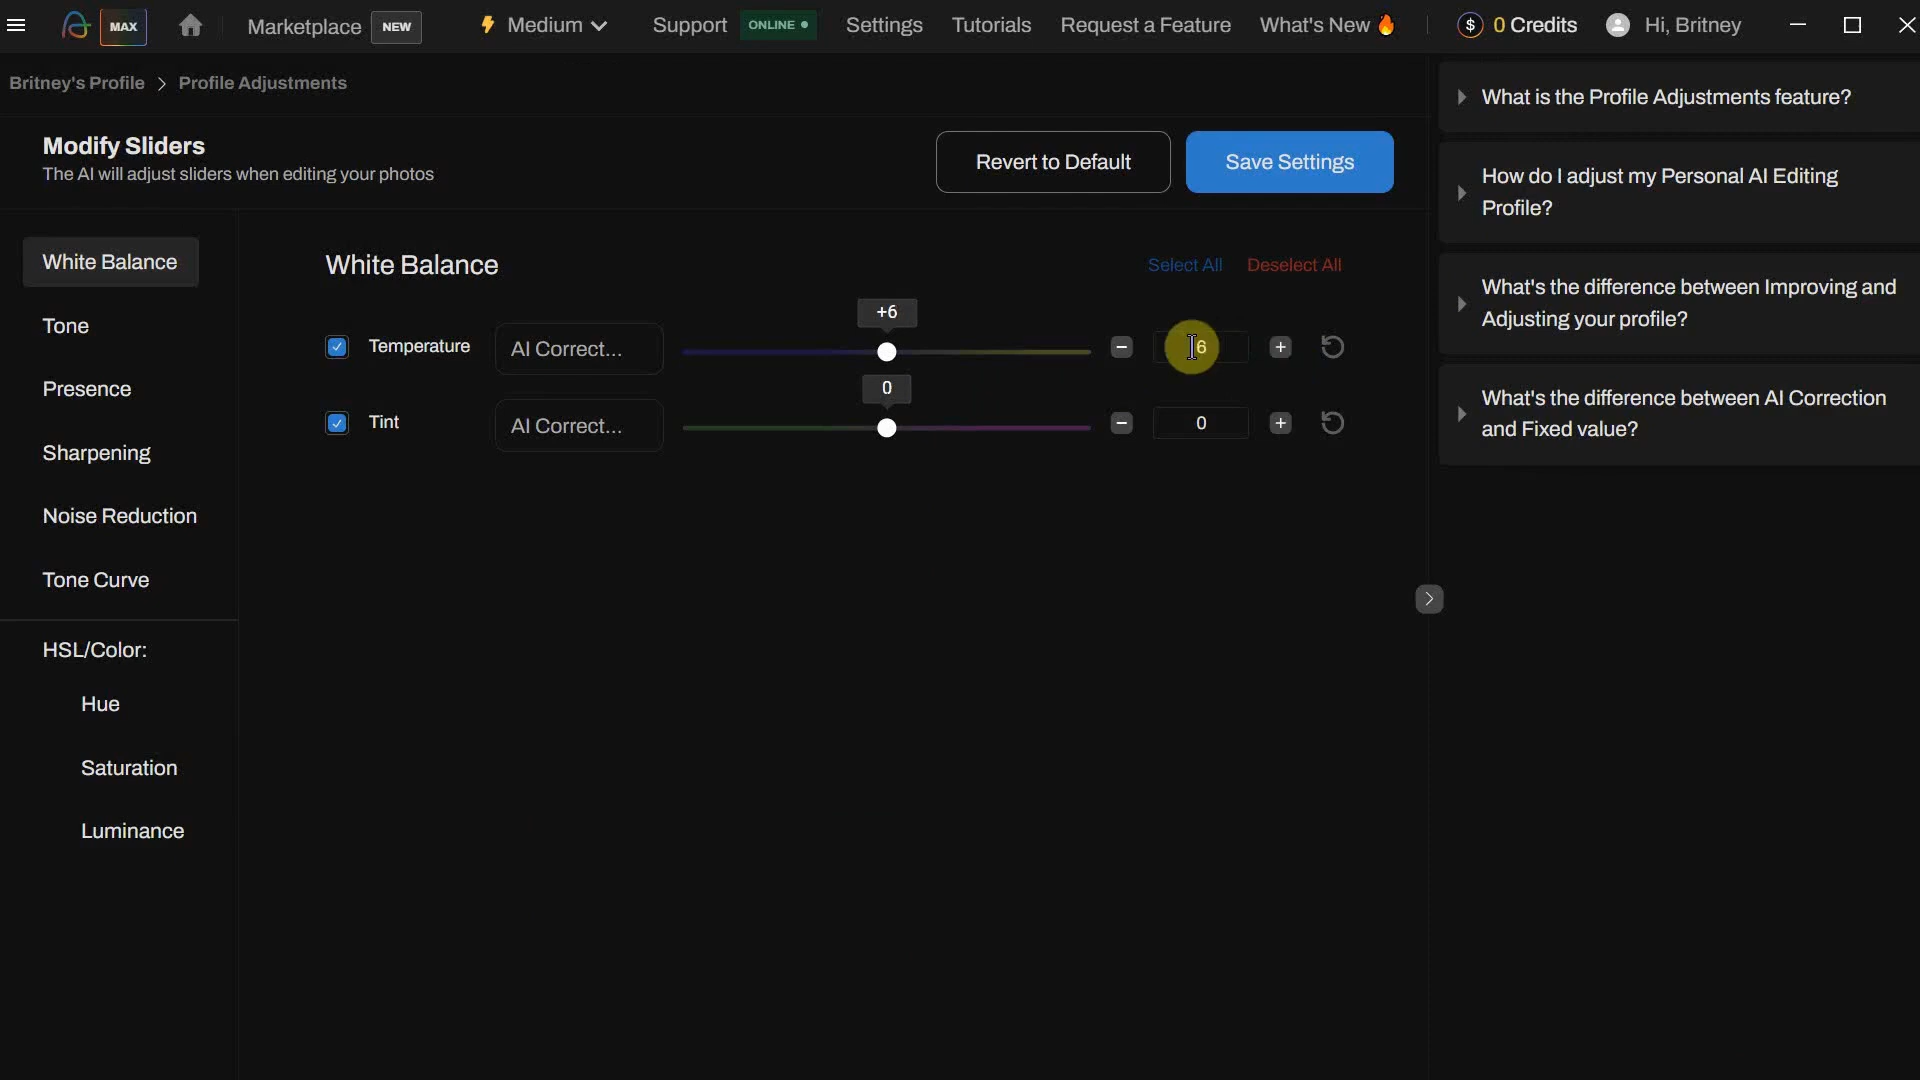 MAX
Marketplace NEW
Medium
Support ONLINE
Settings
Tutorials
Request a Feature
What's New
$ 0 Credits
Hi, Britney
Britney's Profile > Profile Adjustments
Modify Sliders
The AI will adjust sliders when editing your photos
Revert to Default
Save Settings
White Balance
Tone
Presence
Sharpening
Noise Reduction
Tone Curve
HSL/Color:
Hue
Saturation
Luminance
White Balance
Select All
Deselect All
+6
Temperature
AI Correct...
6
0
Tint
AI Correct...
0
What is the Profile Adjustments feature?
How do I adjust my Personal AI Editing
Profile?
What's the difference between Improving and
Adjusting your profile?
What's the difference between AI Correction
and Fixed value?